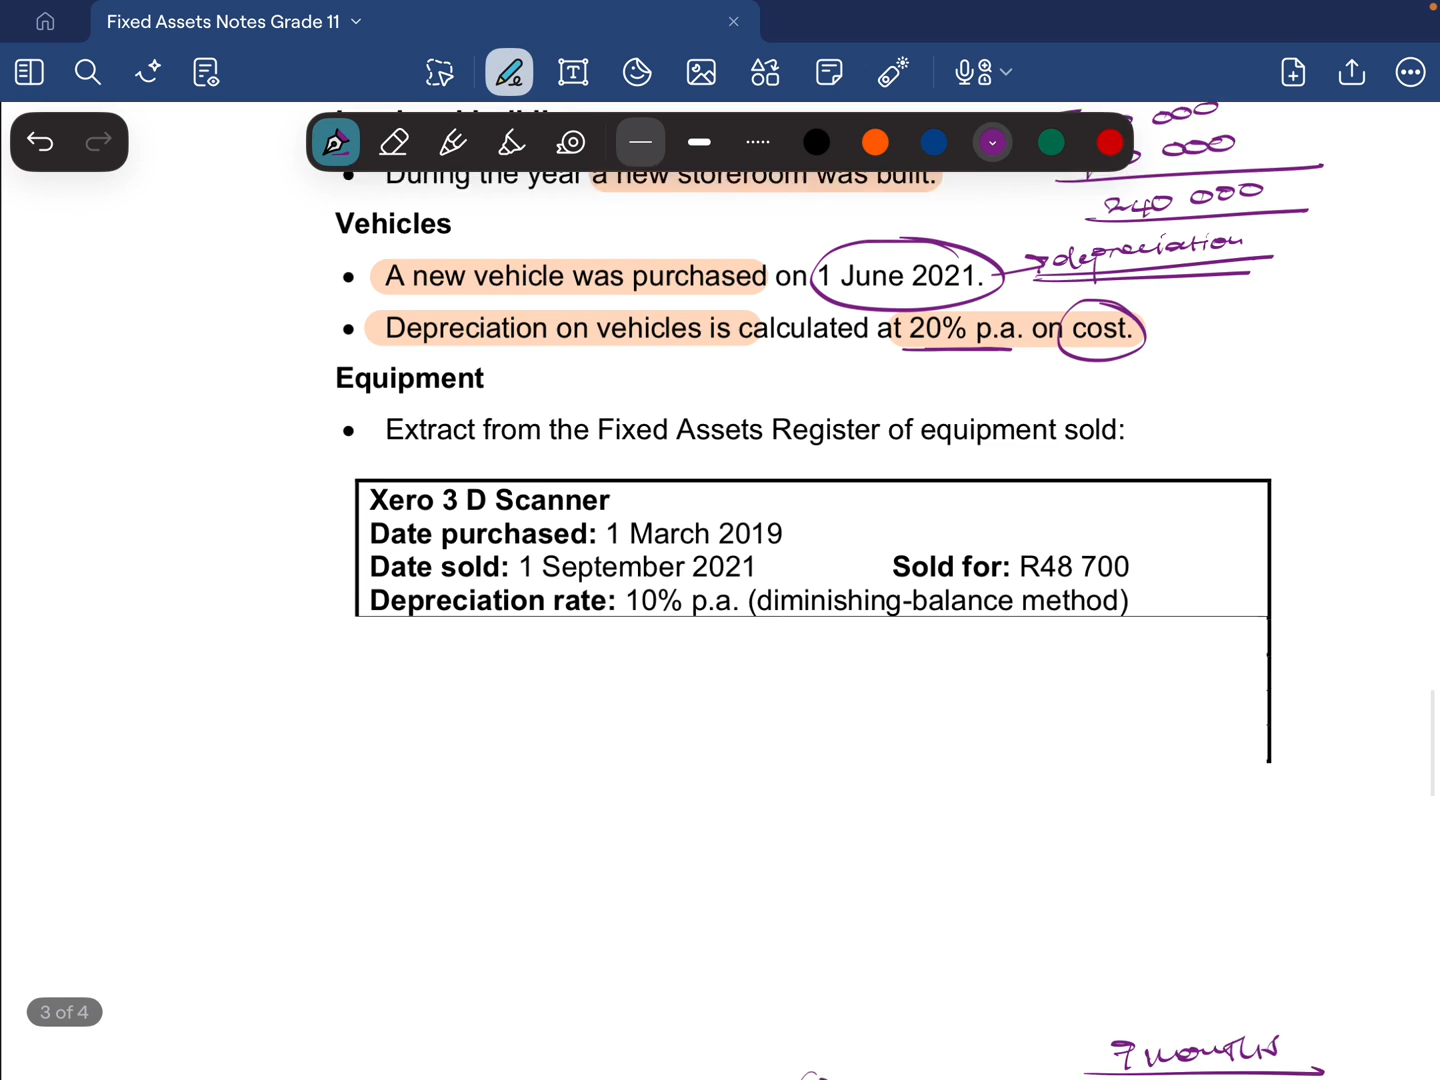 Fixed Assets Notes Grade 11
000
000
During the year a new storeroom was built.
240 000
Vehicles
depreciation
A new vehicle was purchased on 1 June 2021.
Depreciation on vehicles is calculated at 20% p.a. on cost.
Equipment
Extract from the Fixed Assets Register of equipment sold:
Xero 3 D Scanner
Date purchased: 1 March 2019
Date sold: 1 September 2021 Sold for: R48 700
Depreciation rate: 10% p.a. (diminishing-balance method)
3 of 4
7 months